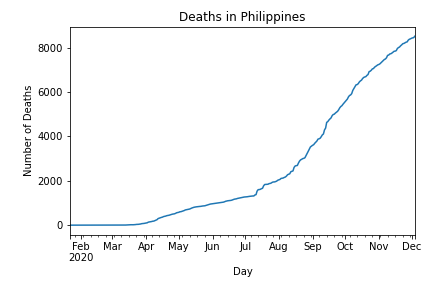 Deaths in Philippines
Number of Deaths
8000
6000
4000
2000
0
Feb Mar Apr May Jun Jul Aug Sep Oct Nov Dec
2020
Day